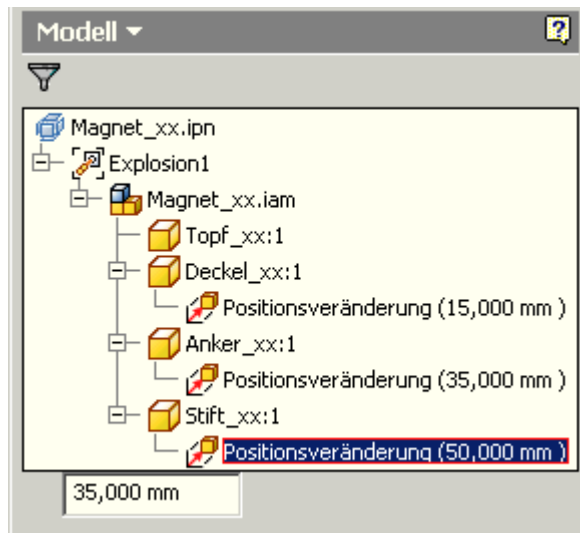 Modell
Magnet_xx.ipn
Explosion1
Magnet_xx.iam
Topf_xx:1
Deckel_xx:1
Positionsveränderung (15,000 mm )
Anker_xx:1
Positionsveränderung (35,000 mm )
Stift_xx:1
Positionsveränderung (50,000 mm )
35,000 mm